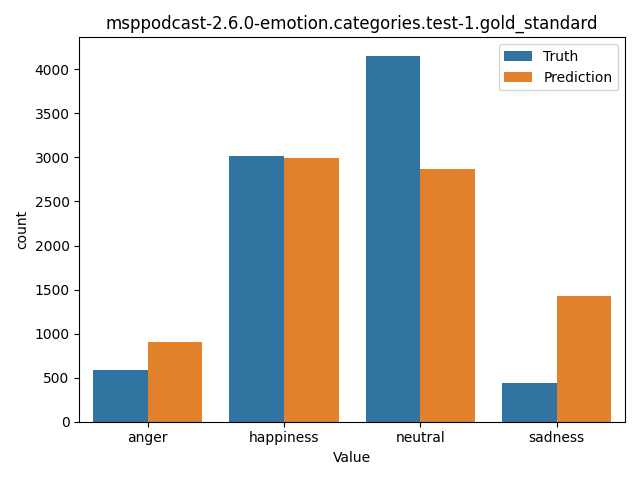 msppodcast-2.6.0-emotion.categories.test-1.gold_standard
Truth
Prediction
count
4000
3500
3000
2500
2000
1500
1000
500
0
anger happiness neutral sadness
Value